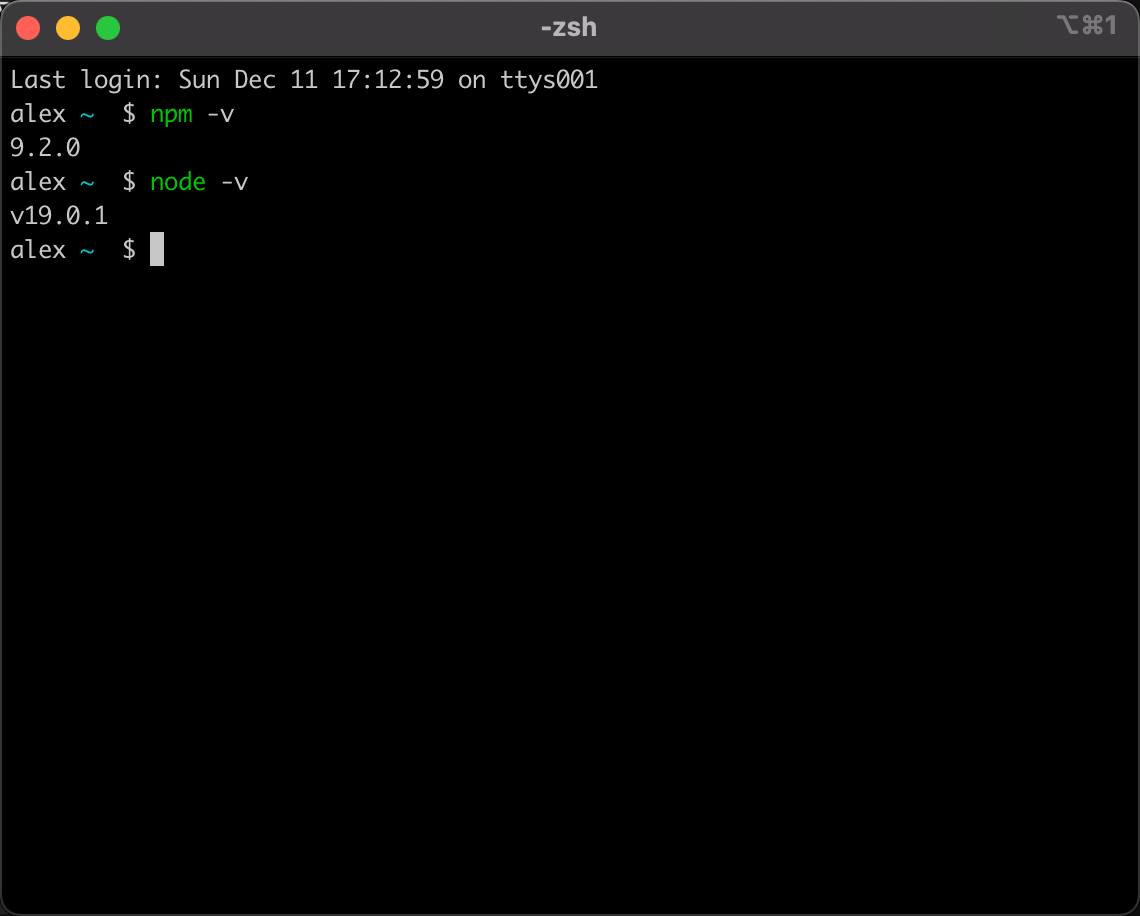 -zsh
⌥⌘1
Last login: Sun Dec 11 17:12:59 on ttys001
alex ~  $ npm -v
9.2.0
alex ~  $ node -v
v19.0.1
alex ~  $